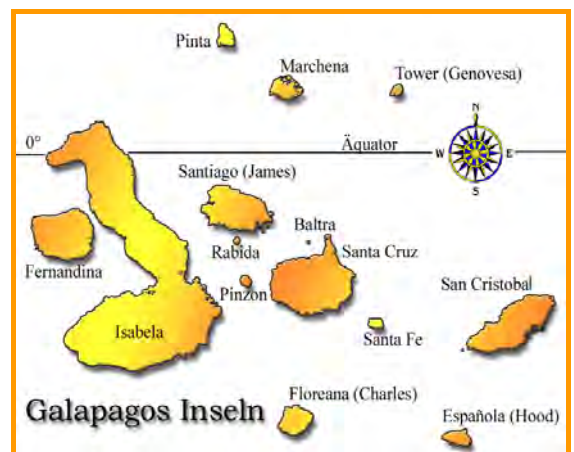 Pinta
Marchena
Tower (Genovesa)
N
0°
Äquator
W
E
S
Santiago (James)
Baltra
Rabida
Santa Cruz
Fernandina
Pinzon
San Cristobal
Isabela
Santa Fe
Floreana (Charles)
Galapagos Inseln
Española (Hood)